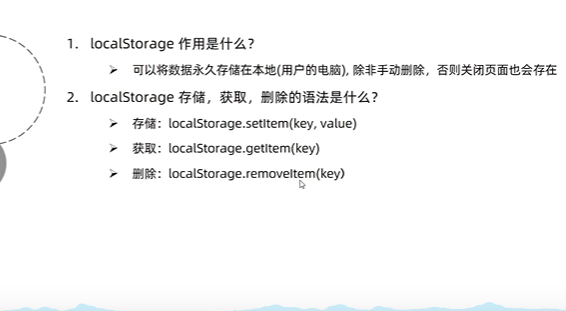 1. localStorage 作用是什么?
➢ 可以将数据永久存储在本地(用户的电脑), 除非手动删除，否则关闭页面也会存在
2. localStorage 存储，获取，删除的语法是什么?
➢ 存储：localStorage.setItem(key, value)
➢ 获取：localStorage.getItem(key)
➢ 删除：localStorage.removeItem(key)